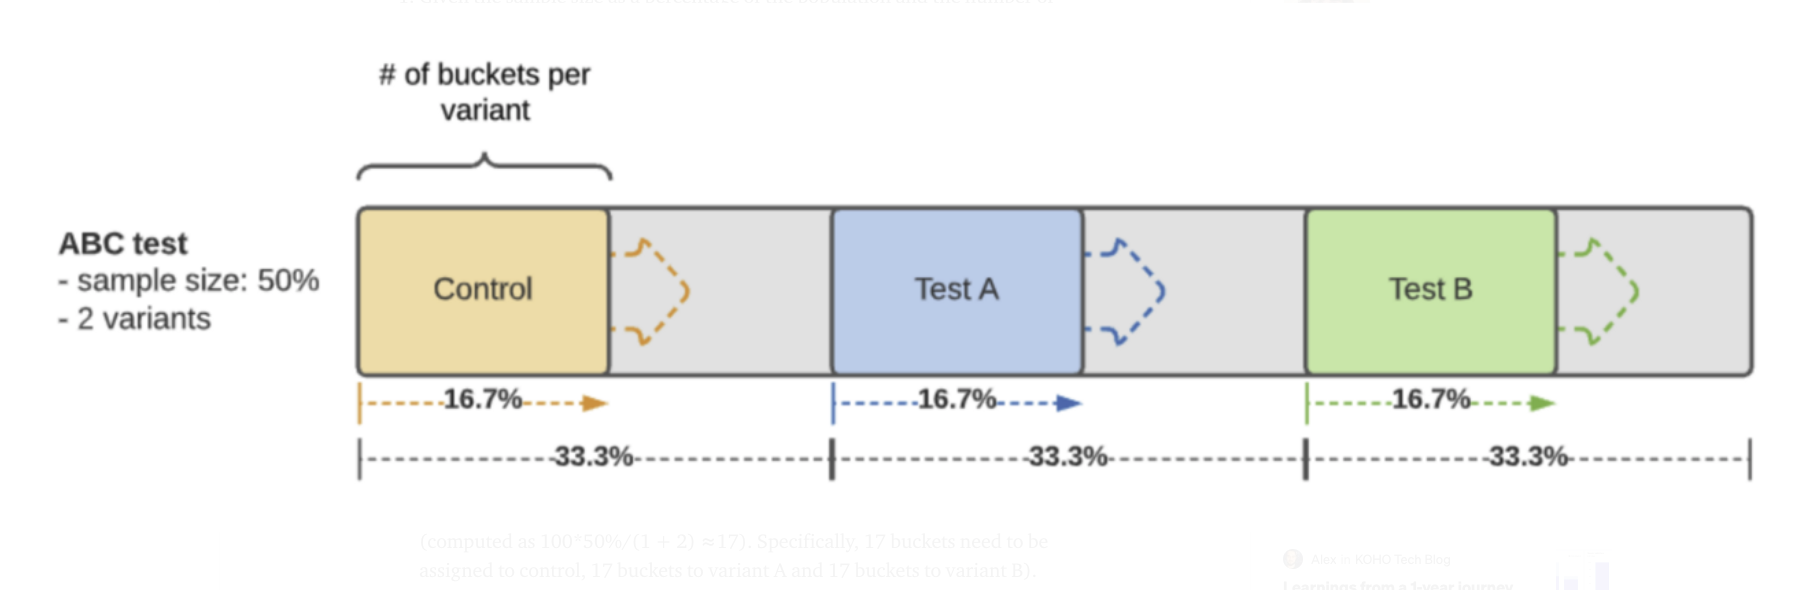 # of buckets per
variant
ABC test
- sample size: 50%
- 2 variants
Control
Test A
Test B
16.7%
16.7%
16.7%
33.3%
33.3%
33.3%
(computed as 100*50%/(1 + 2) ≈17). Specifically, 17 buckets need to be
assigned to control, 17 buckets to variant A and 17 buckets to variant B).
Alex in KOHO Tech Blog
Learnings from a 1-year journey